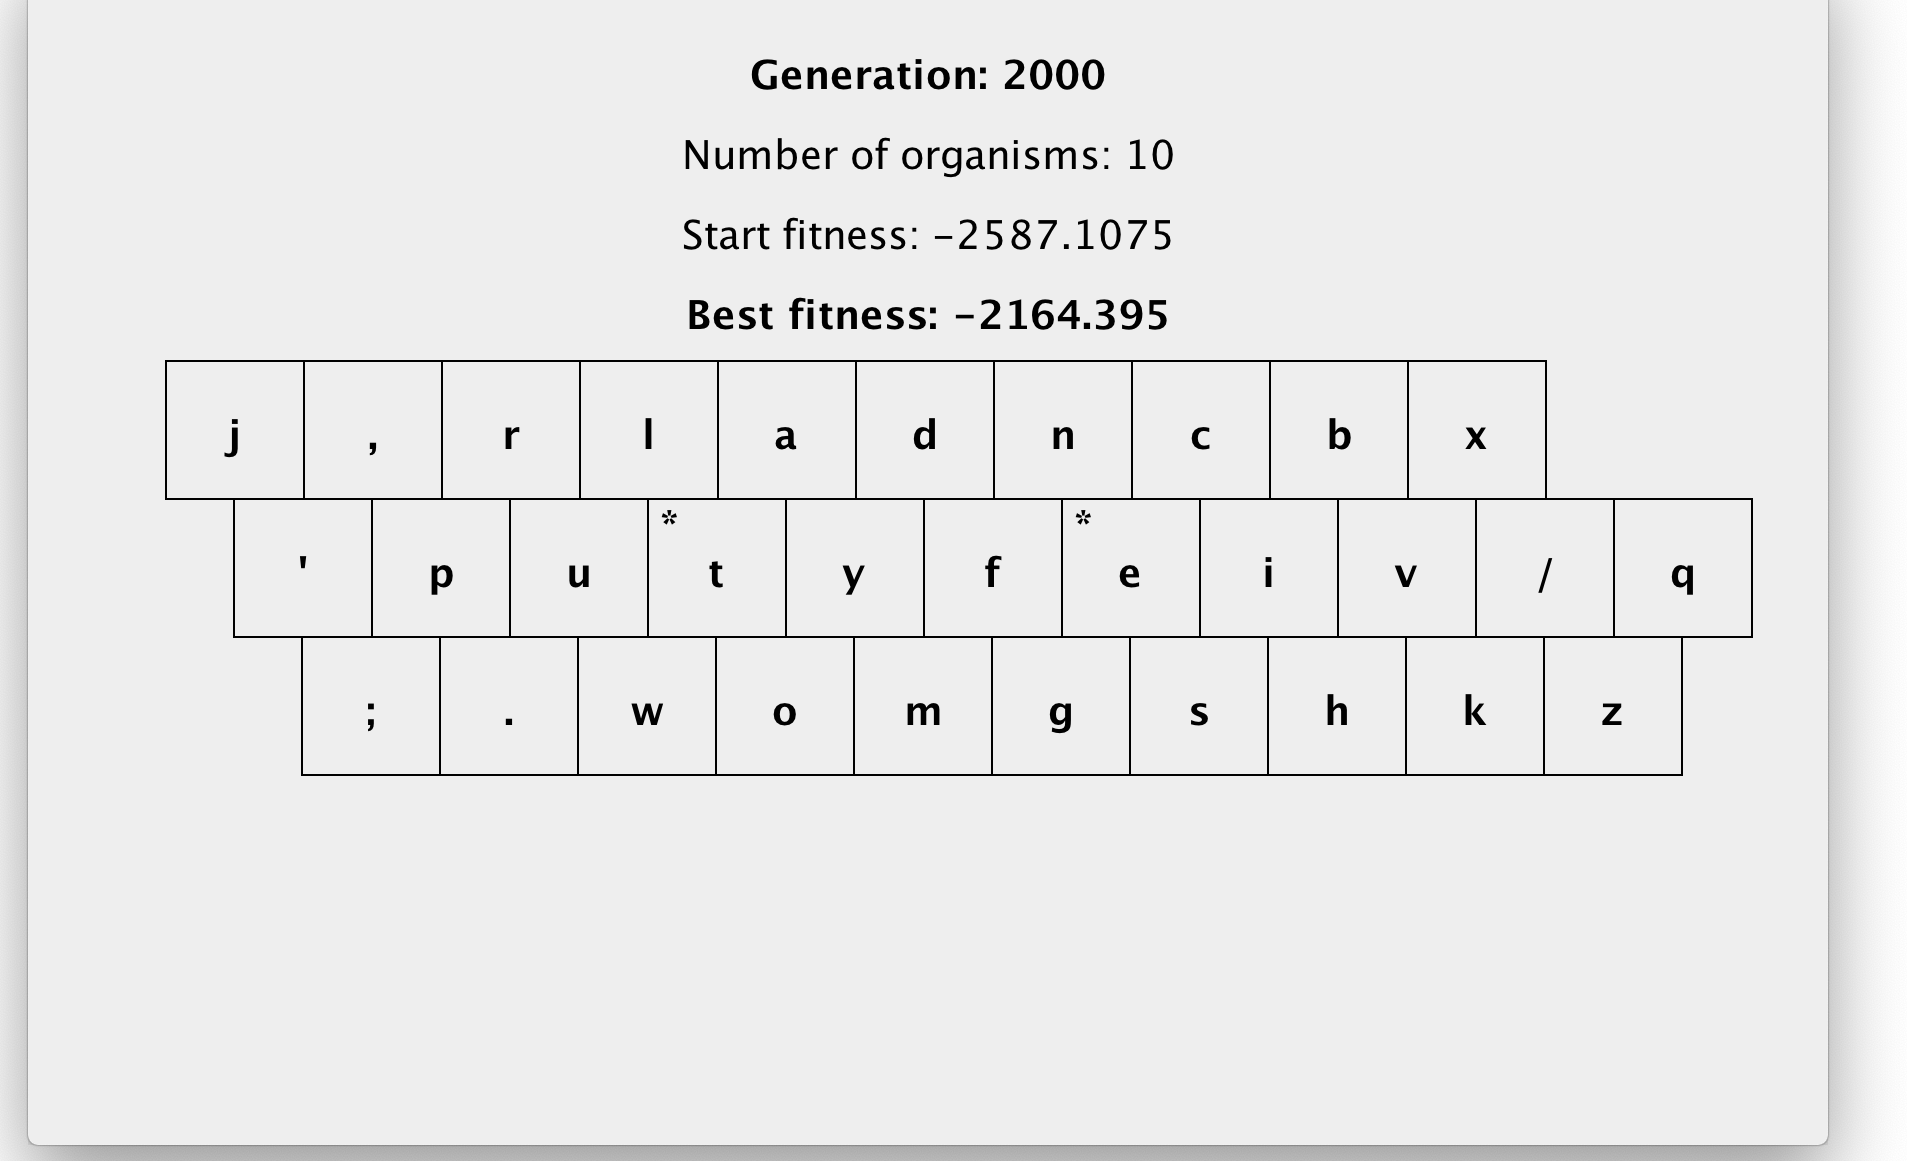 Generation: 2000
Number of organisms: 10
Start fitness: -2587.1075
Best fitness: -2164.395
j , r l a d n c b x
' p u * t y f * e i v / q
; . w o m g s h k z